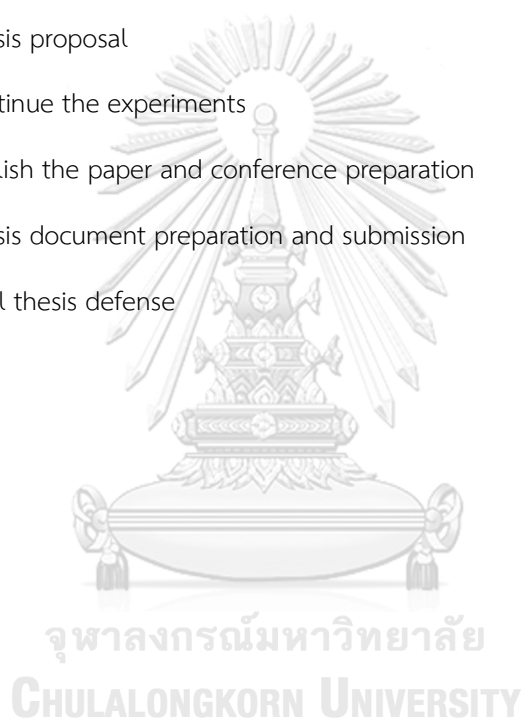 sis proposal
tinue the experiments
lish the paper and conference preparation
sis document preparation and submission
l thesis defense
จุฬาลงกรณ์มหาวิทยาลัย
CHULALONGKORN UNIVERSITY